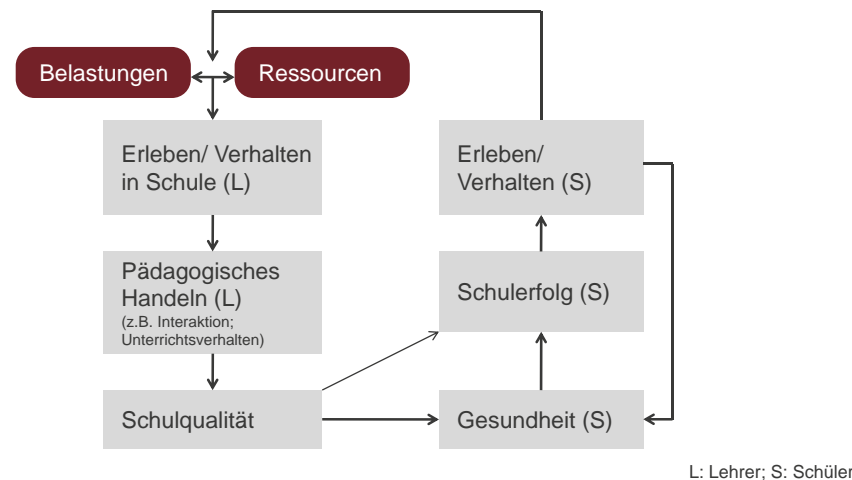 Belastungen
Ressourcen
Erleben/ Verhalten
in Schule (L)
Erleben/
Verhalten (S)
Pädagogisches
Handeln (L)
(z.B. Interaktion;
Unterrichtsverhalten)
Schulerfolg (S)
Schulqualität
Gesundheit (S)
L: Lehrer; S: Schüler